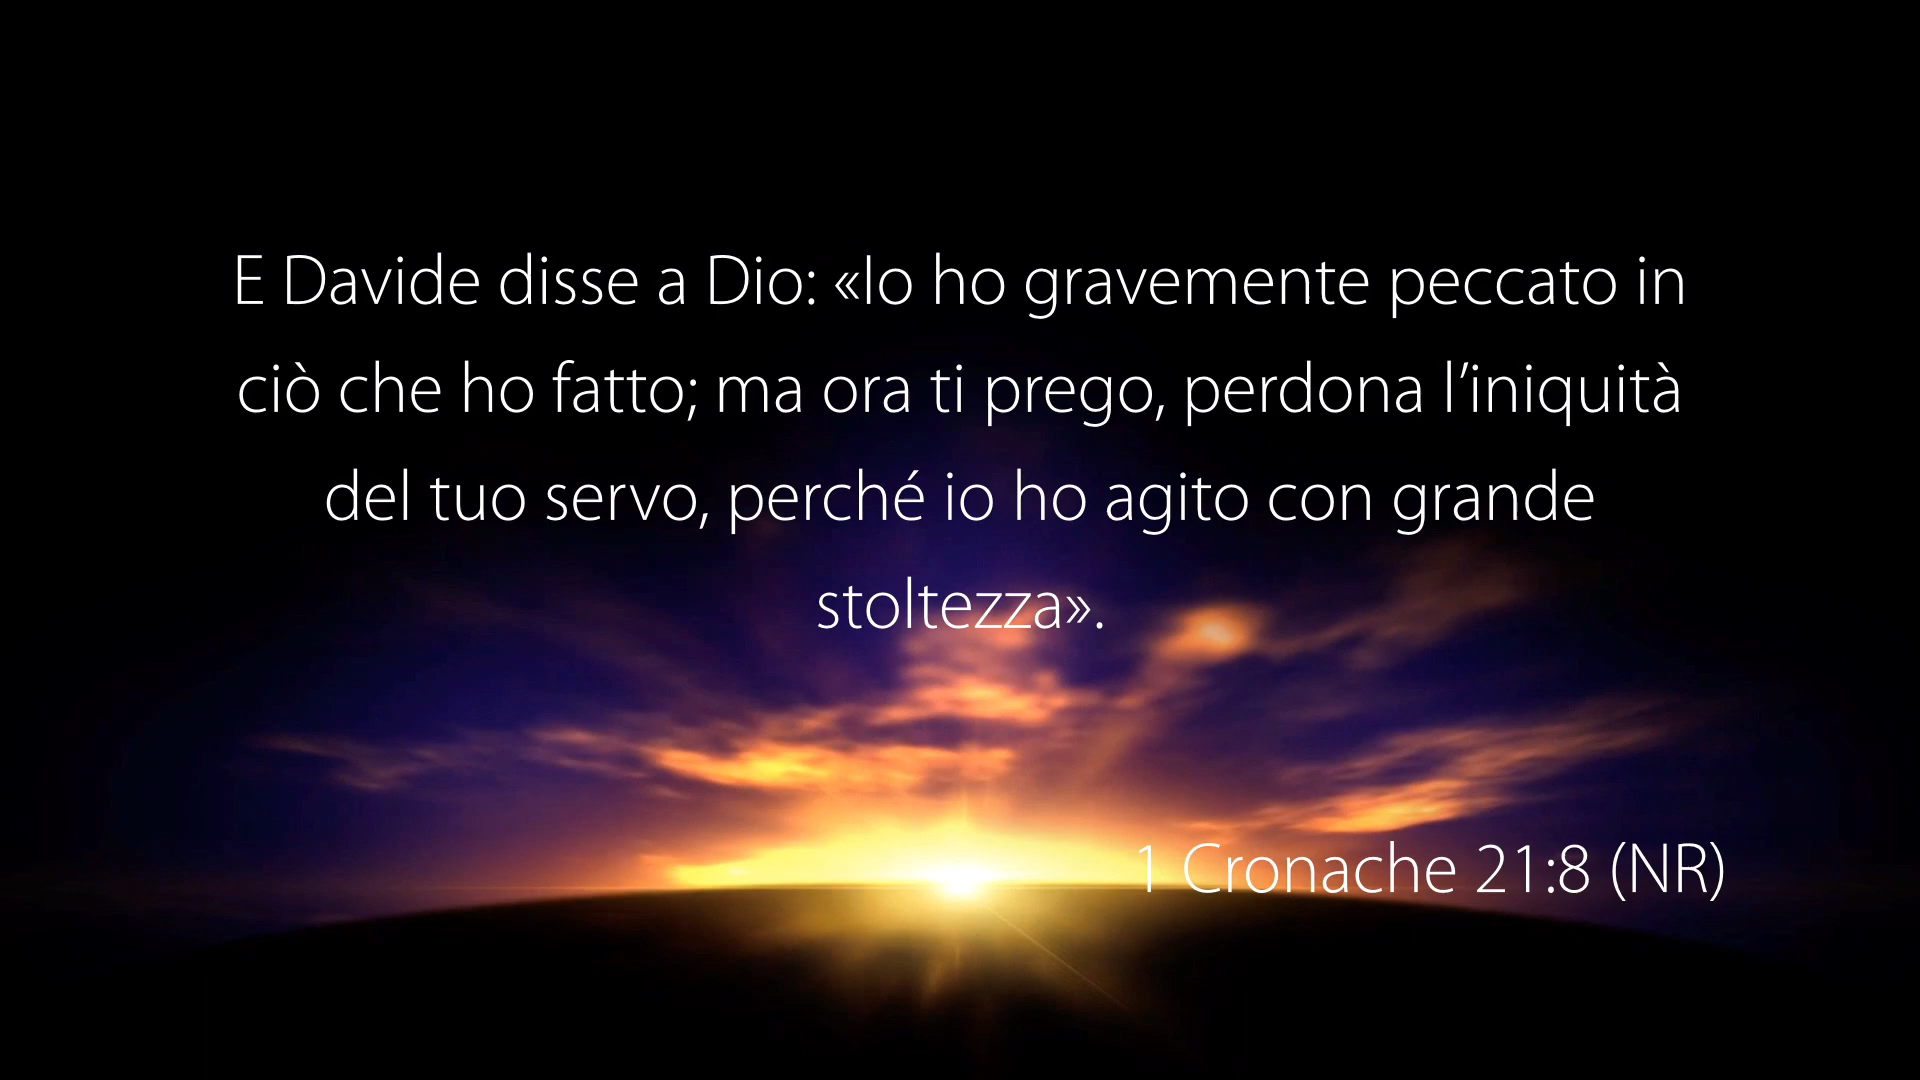 E Davide disse a Dio: «Io ho gravemente peccato in
ciò che ho fatto; ma ora ti prego, perdona l’iniquità
del tuo servo, perché io ho agito con grande
stoltezza».
1 Cronache 21:8 (NR)